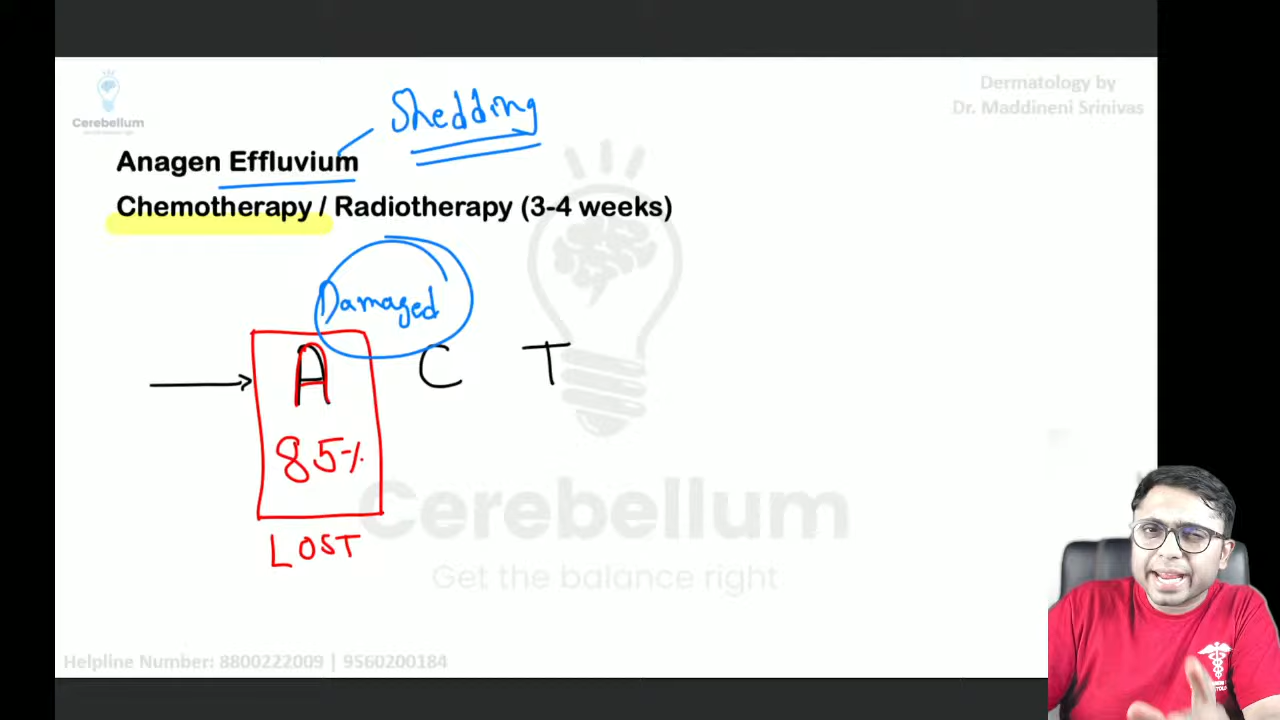 Cerebellum
Dermatology by
Dr. Maddineni Srinivas
Shedding
Anagen Effluvium
Chemotherapy / Radiotherapy (3-4 weeks)
Damaged
A C T
85%
LOST
Cerebellum
Get the balance right
Helpline Number: 8800222009 | 9560200184